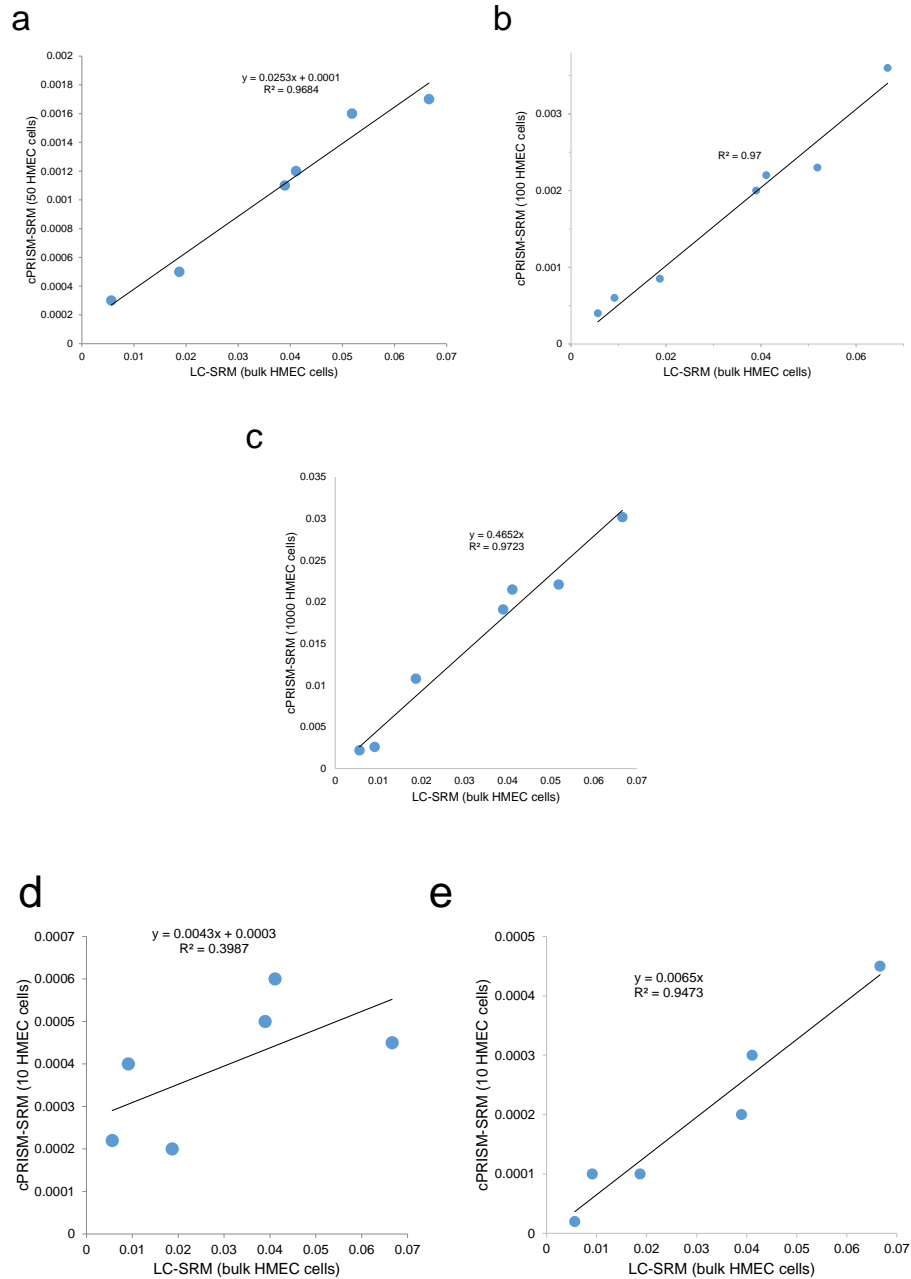 a
0.002
0.0018
0.0016
0.0014
0.0012
0.001
0.0008
0.0006
0.0004
0.0002
0
y = 0.0253x + 0.0001
R² = 0.9684
cPRISM-SRM (50 HMEC cells)
0 0.01 0.02 0.03 0.04 0.05 0.06 0.07
LC-SRM (bulk HMEC cells)
b
0.003
0.002
0.001
0
R² = 0.97
cPRISM-SRM (100 HMEC cells)
0 0.02 0.04 0.06
LC-SRM (bulk HMEC cells)
c
0.035
0.03
0.025
0.02
0.015
0.01
0.005
0
y = 0.4652x
R² = 0.9723
cPRISM-SRM (1000 HMEC cells)
0 0.01 0.02 0.03 0.04 0.05 0.06 0.07
LC-SRM (bulk HMEC cells)
d
0.0007
0.0006
0.0005
0.0004
0.0003
0.0002
0.0001
0
y = 0.0043x + 0.0003
R² = 0.3987
cPRISM-SRM (10 HMEC cells)
0 0.01 0.02 0.03 0.04 0.05 0.06 0.07
LC-SRM (bulk HMEC cells)
e
0.0005
0.0004
0.0003
0.0002
0.0001
0
y = 0.0065x
R² = 0.9473
cPRISM-SRM (10 HMEC cells)
0 0.01 0.02 0.03 0.04 0.05 0.06 0.07
LC-SRM (bulk HMEC cells)